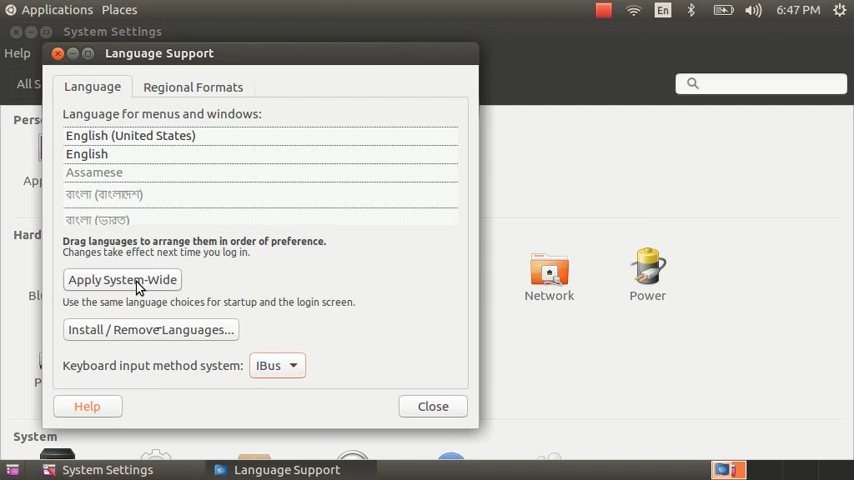 Applications Places
En
6:47 PM
System Settings
Help
Language Support
All S
Language
Regional Formats
Language for menus and windows:
English (United States)
English
Assamese
বাংলা (বাংলাদেশ)
বাংলা (ভারত)
Drag languages to arrange them in order of preference.
Changes take effect next time you log in.
Apply System-Wide
Use the same language choices for startup and the login screen.
Install / Remove Languages...
Keyboard input method system: IBus
Help
Close
Pers
Ap
Hard
Bl
P
Network
Power
System
System Settings
Language Support